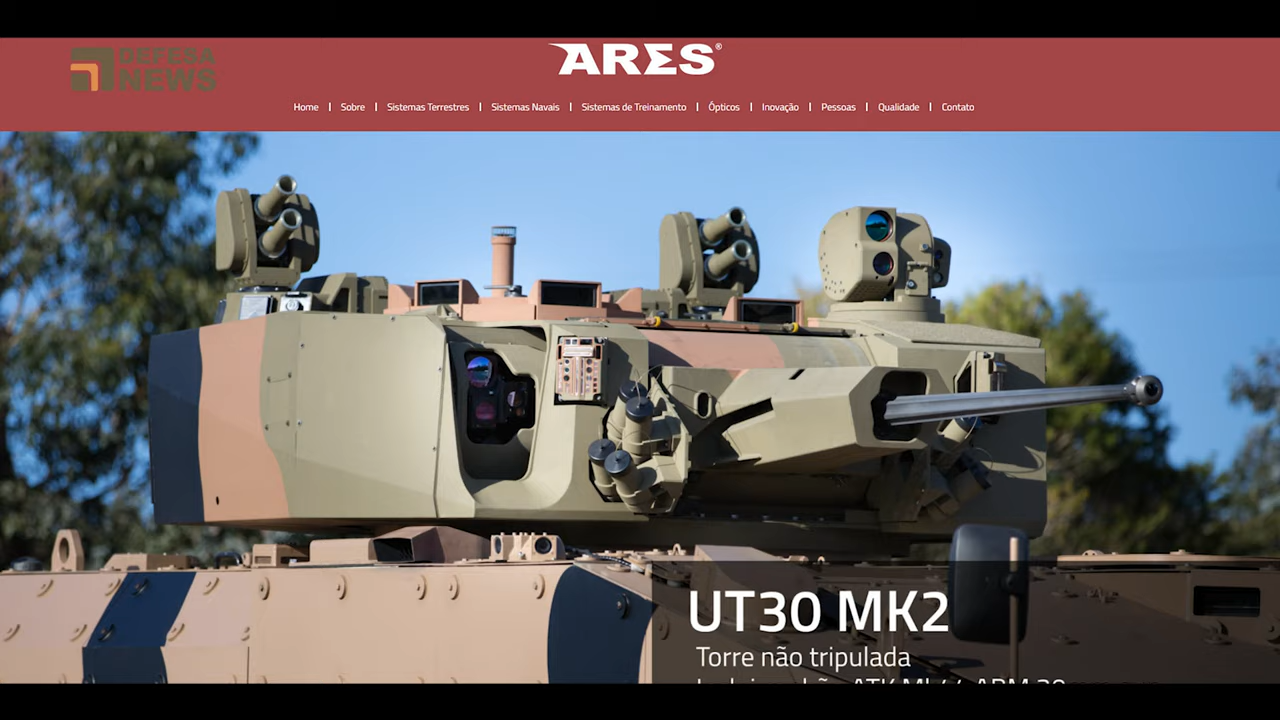 DEFESA
NEWS
ARΣS®
Home | Sobre | Sistemas Terrestres | Sistemas Navais | Sistemas de Treinamento | Ópticos | Inovação | Pessoas | Qualidade | Contato
UT30 MK2
Torre não tripulada